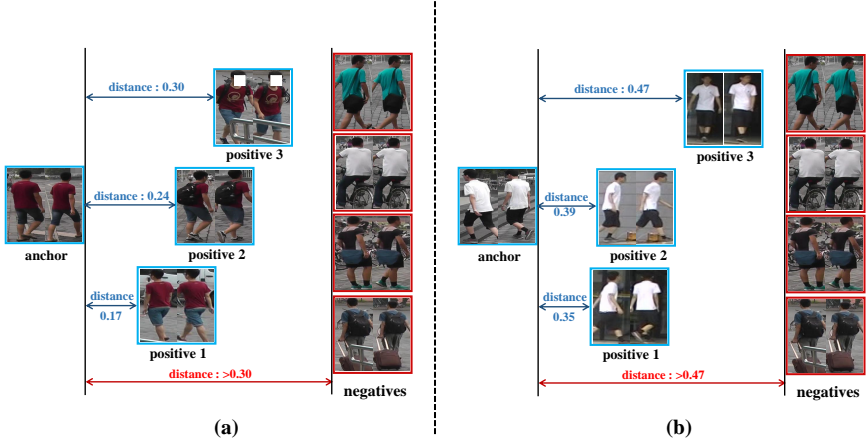 distance : 0.30
positive 3
distance : 0.24
anchor
positive 2
distance
0.17
positive 1
distance : >0.30
negatives
(a)
distance : 0.47
positive 3
distance
0.39
anchor
positive 2
distance
0.35
positive 1
distance : >0.47
negatives
(b)